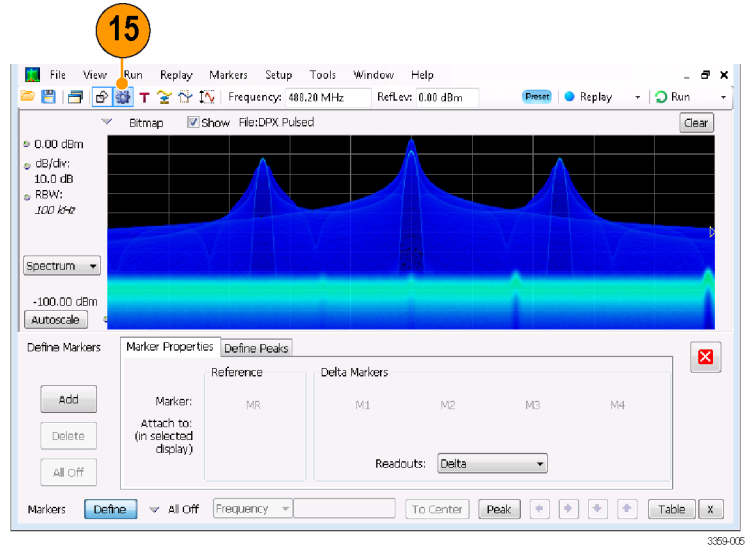 15
File View Run Replay Markers Setup Tools Window Help
T Frequency: 488.20 MHz RefLev: 0.00 dBm Preset Replay Run
Bitmap Show File:DPX Pulsed Clear
0.00 dBm
dB/div:
10.0 dB
RBW:
100 kHz
Spectrum
-100.00 dBm
Autoscale
Define Markers Marker Properties Define Peaks
Reference Delta Markers
Add Marker: MR M1 M2 M3 M4
Attach to:
Delete (in selected
display)
All Off Readouts: Delta
Markers Define All Off Frequency To Center Peak Table X
3359-005